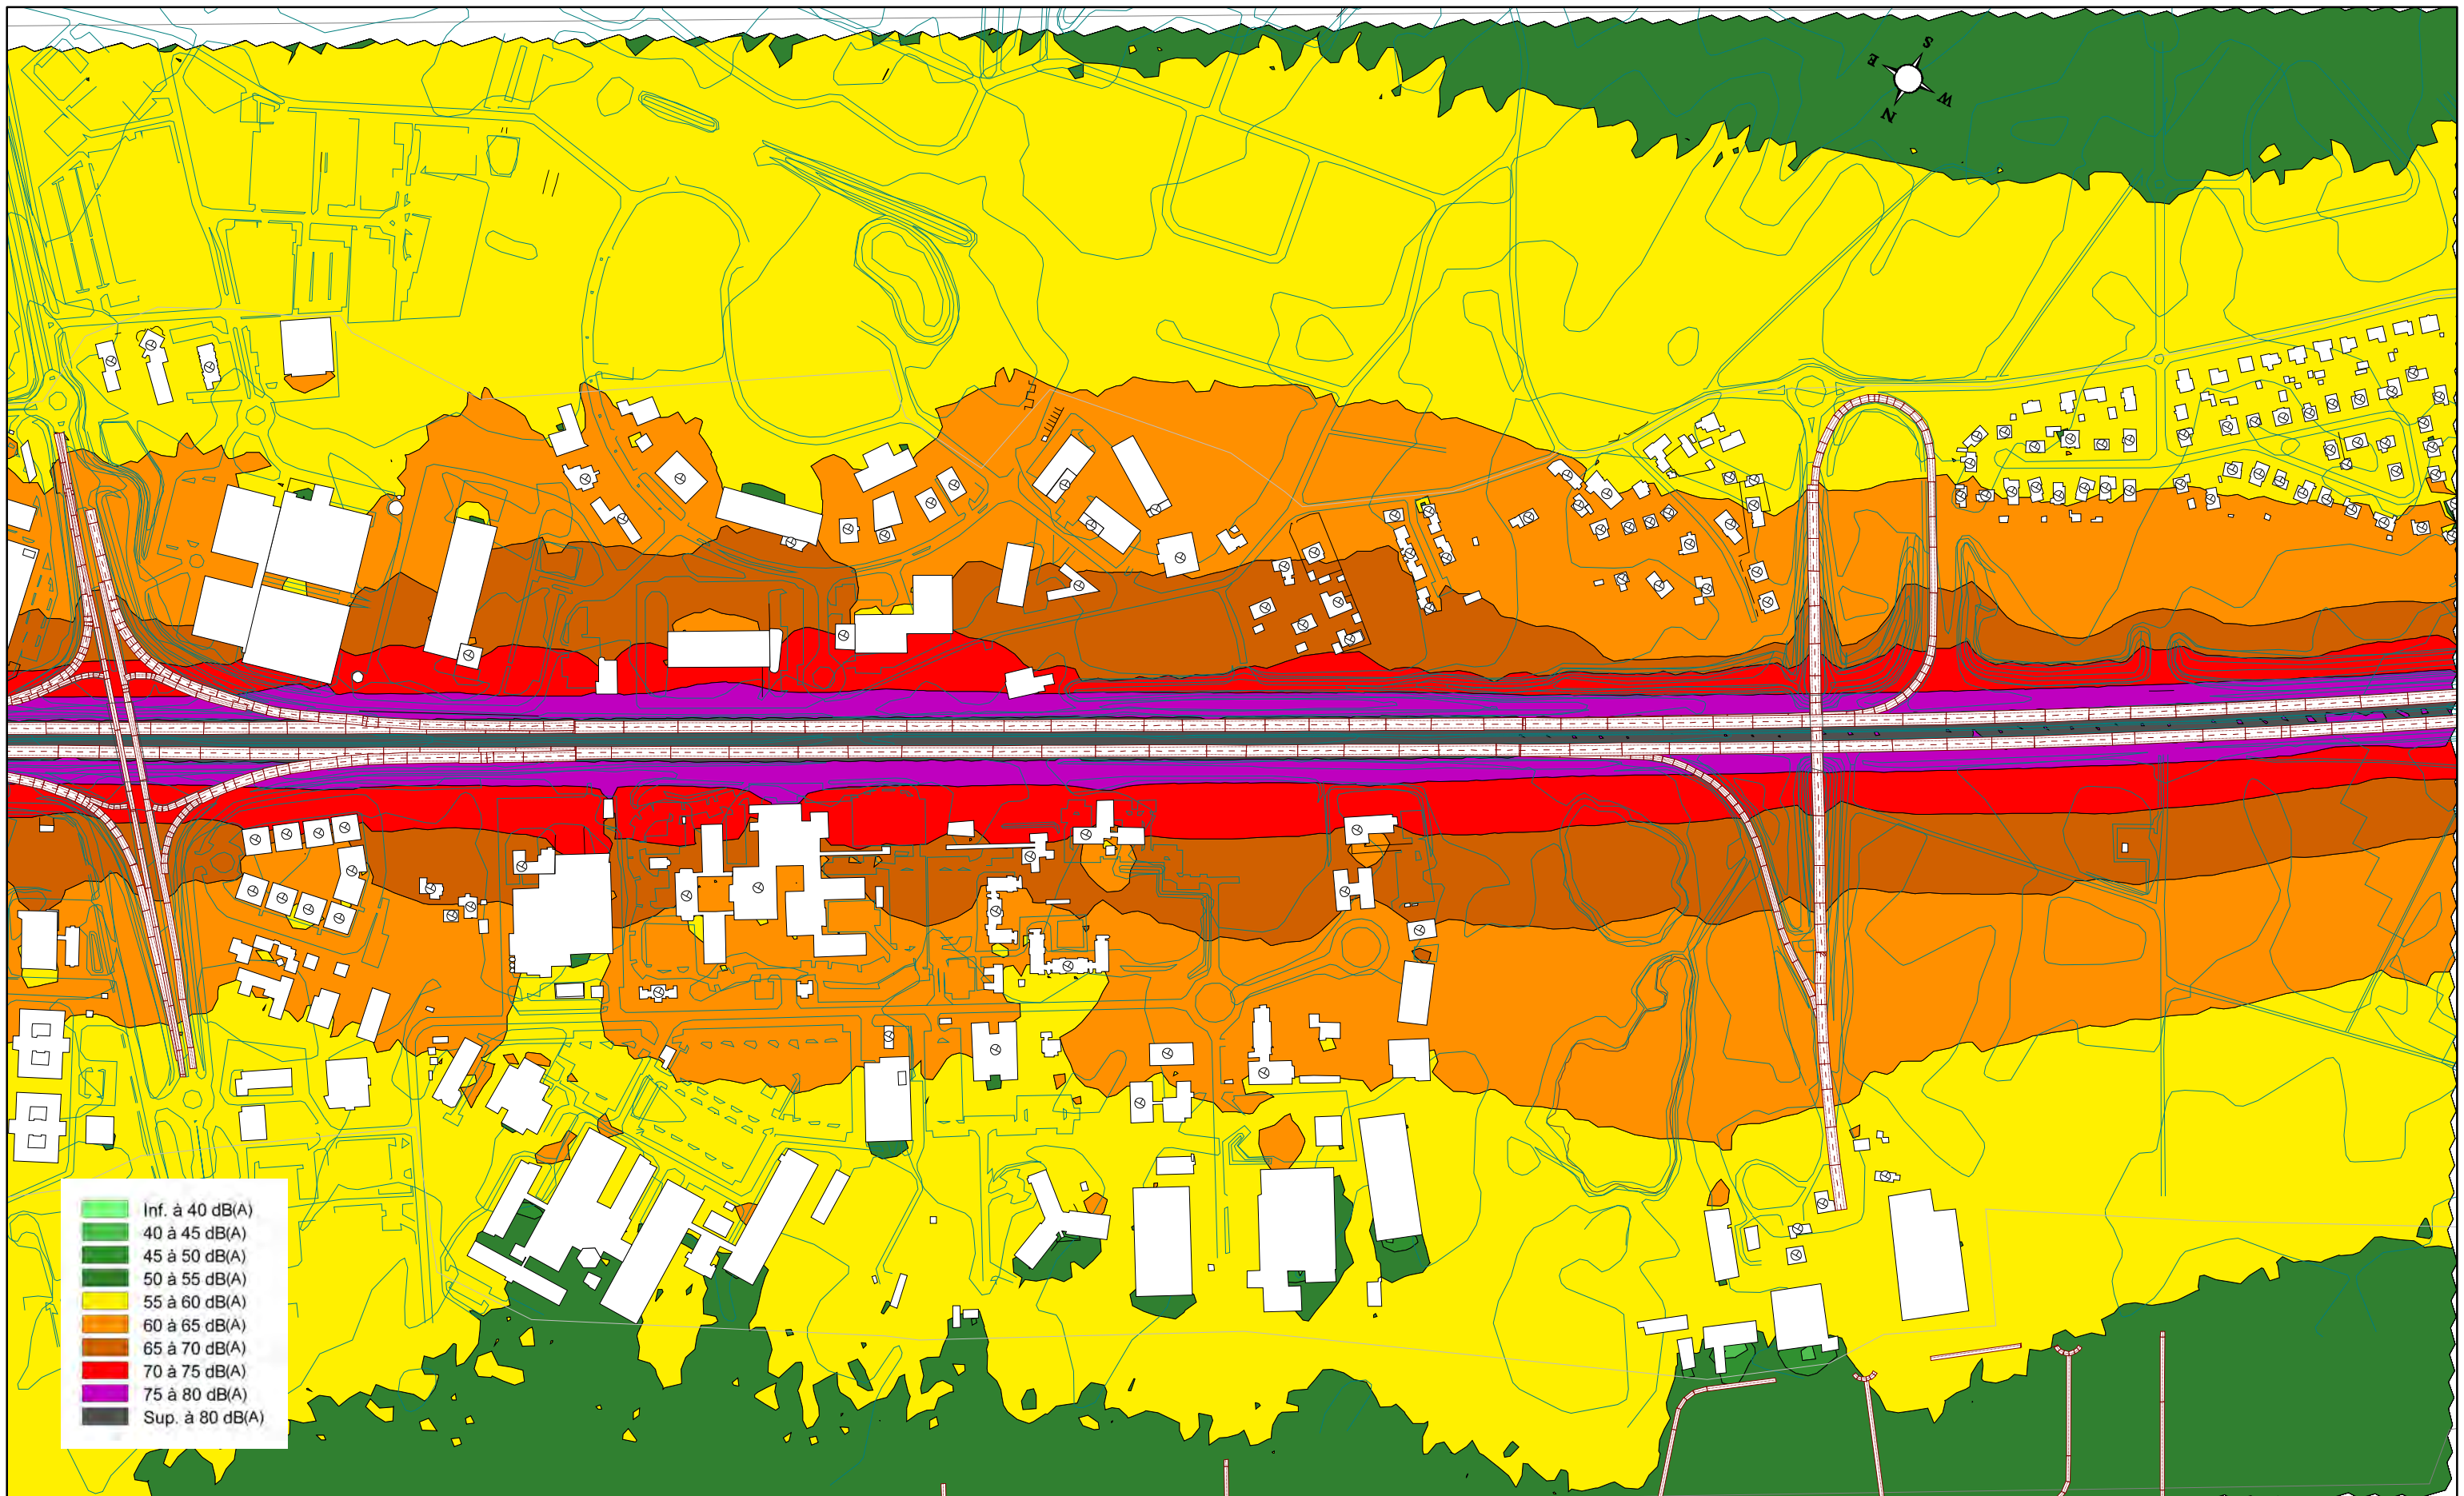 S
E
W
N
Inf. à 40 dB(A)
40 à 45 dB(A)
45 à 50 dB(A)
50 à 55 dB(A)
55 à 60 dB(A)
60 à 65 dB(A)
65 à 70 dB(A)
70 à 75 dB(A)
75 à 80 dB(A)
Sup. à 80 dB(A)